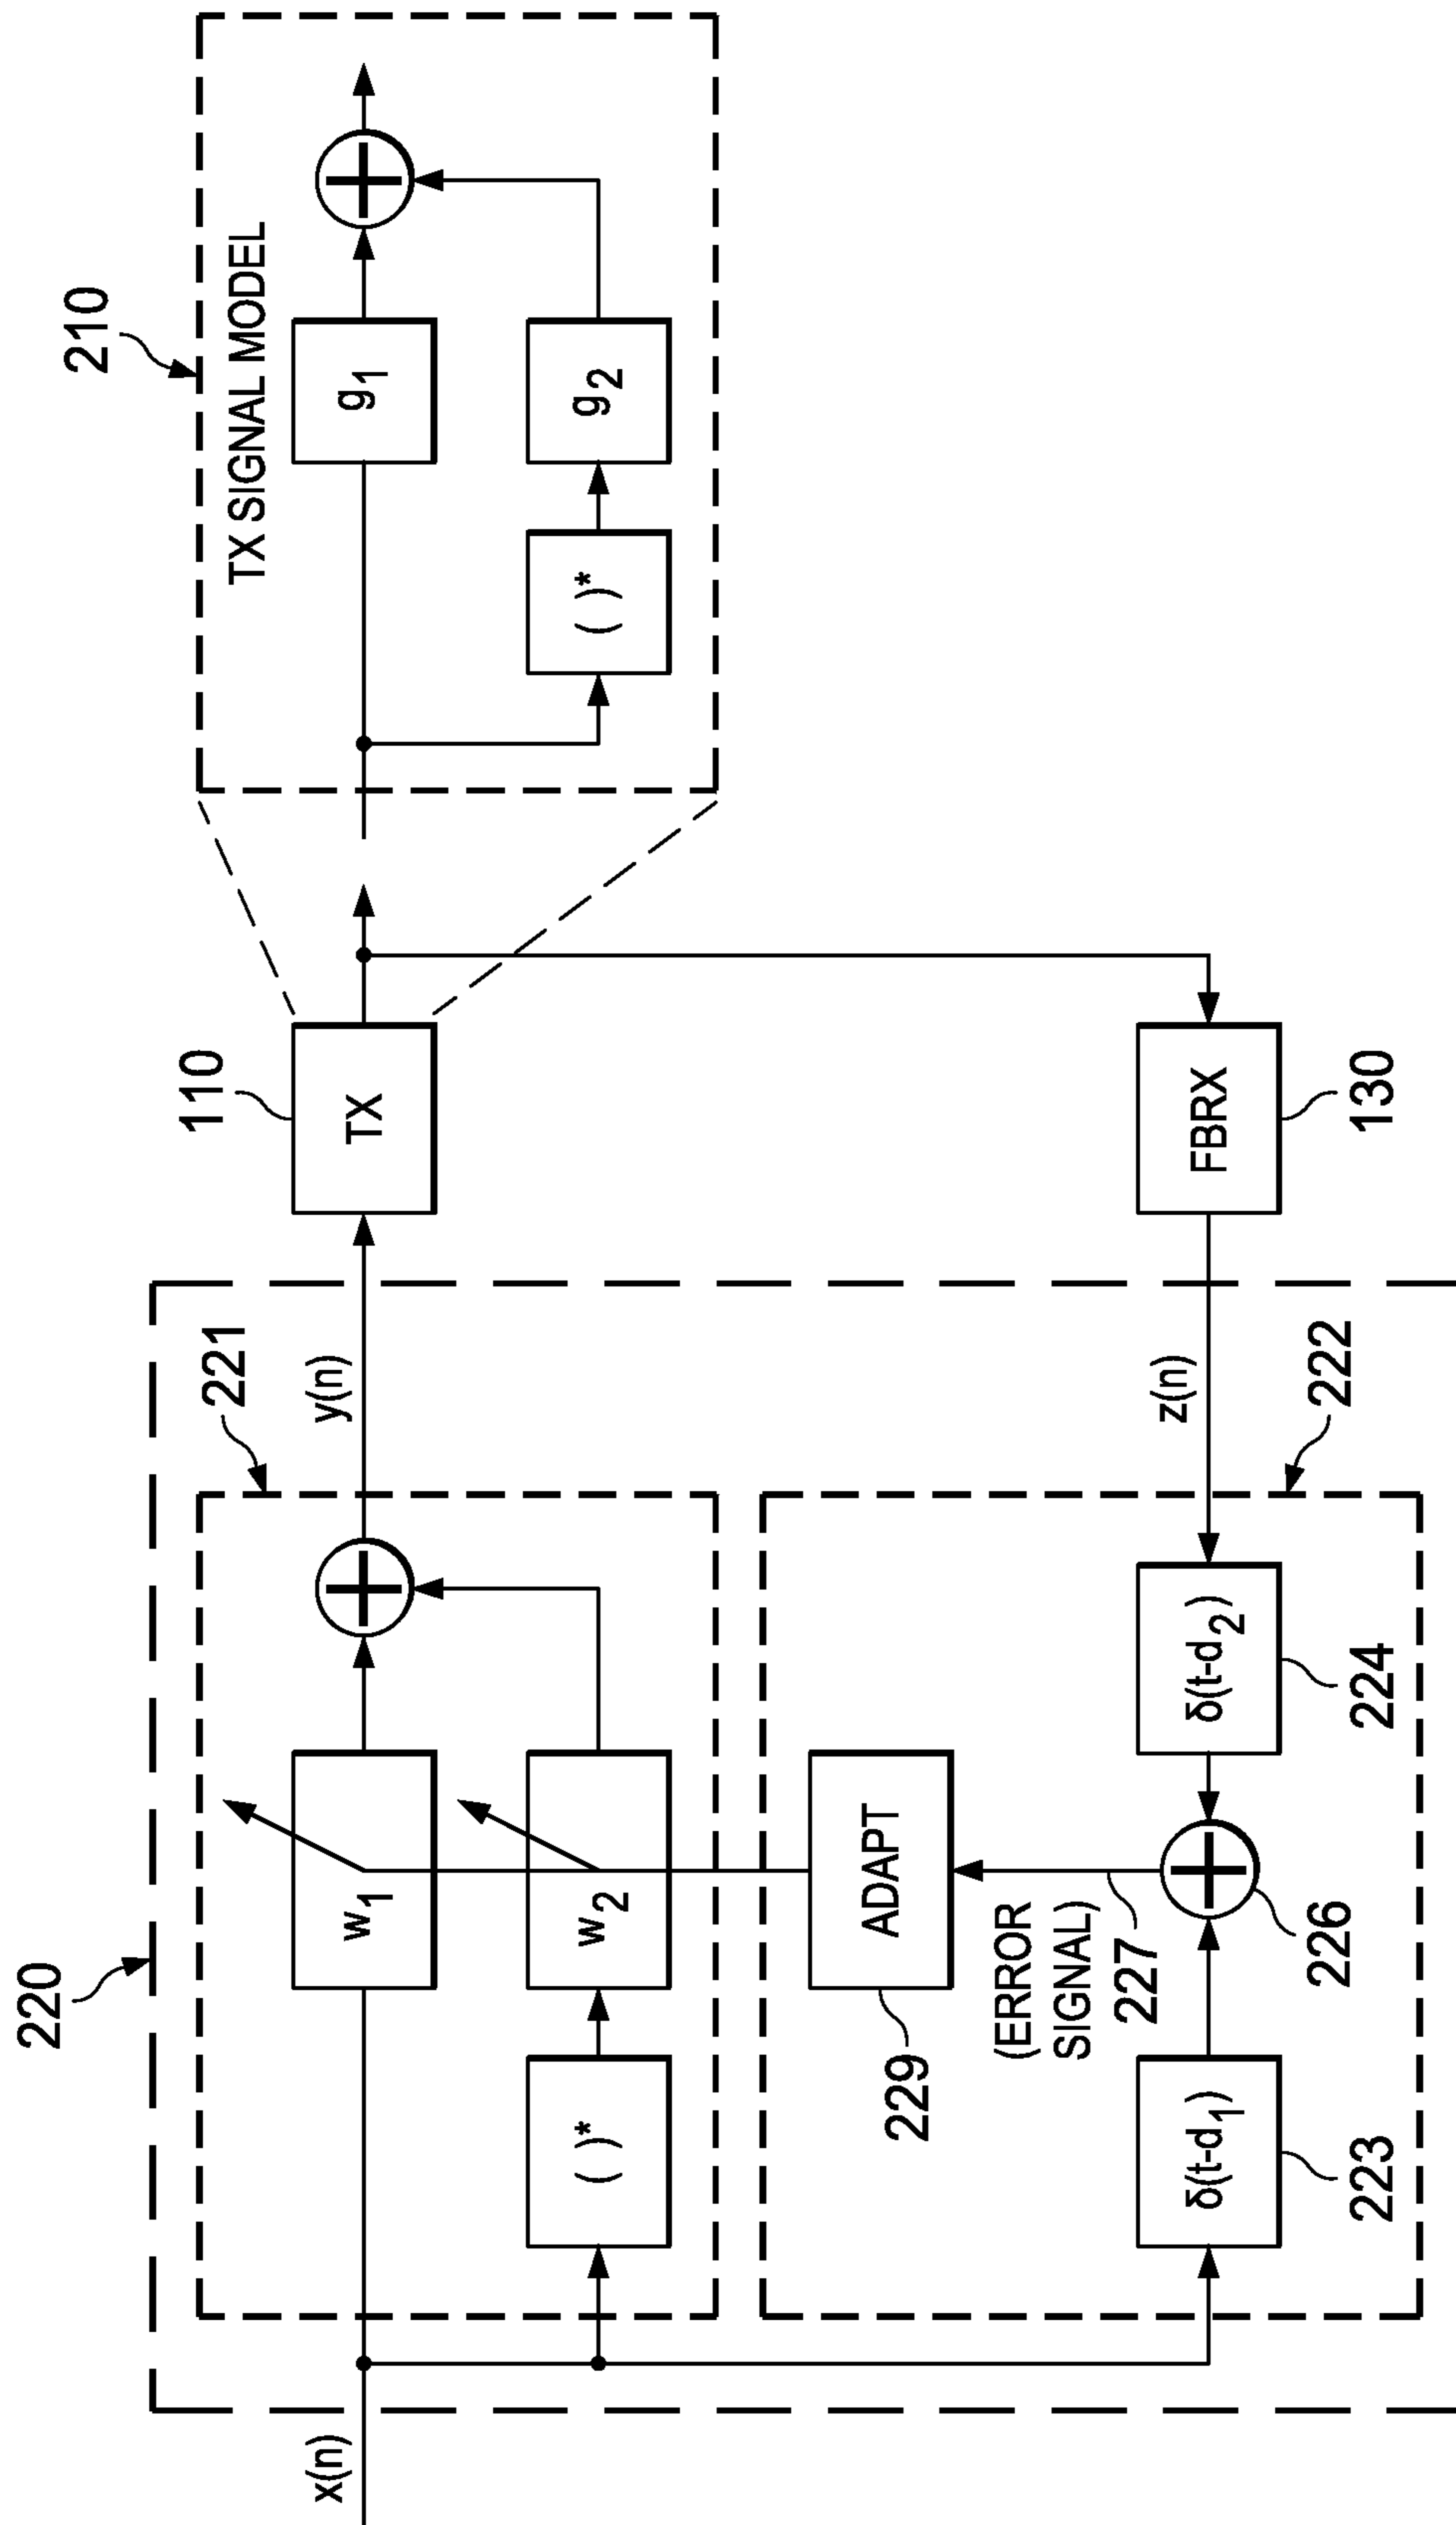 210
TX SIGNAL MODEL
g1
( )*
g2
110
TX
FBRX
130
220
221
y(n)
w1
( )*
w2
x(n)
z(n)
222
ADAPT
229
(ERROR
SIGNAL)
227
δ(t-d1)
223
226
δ(t-d2)
224